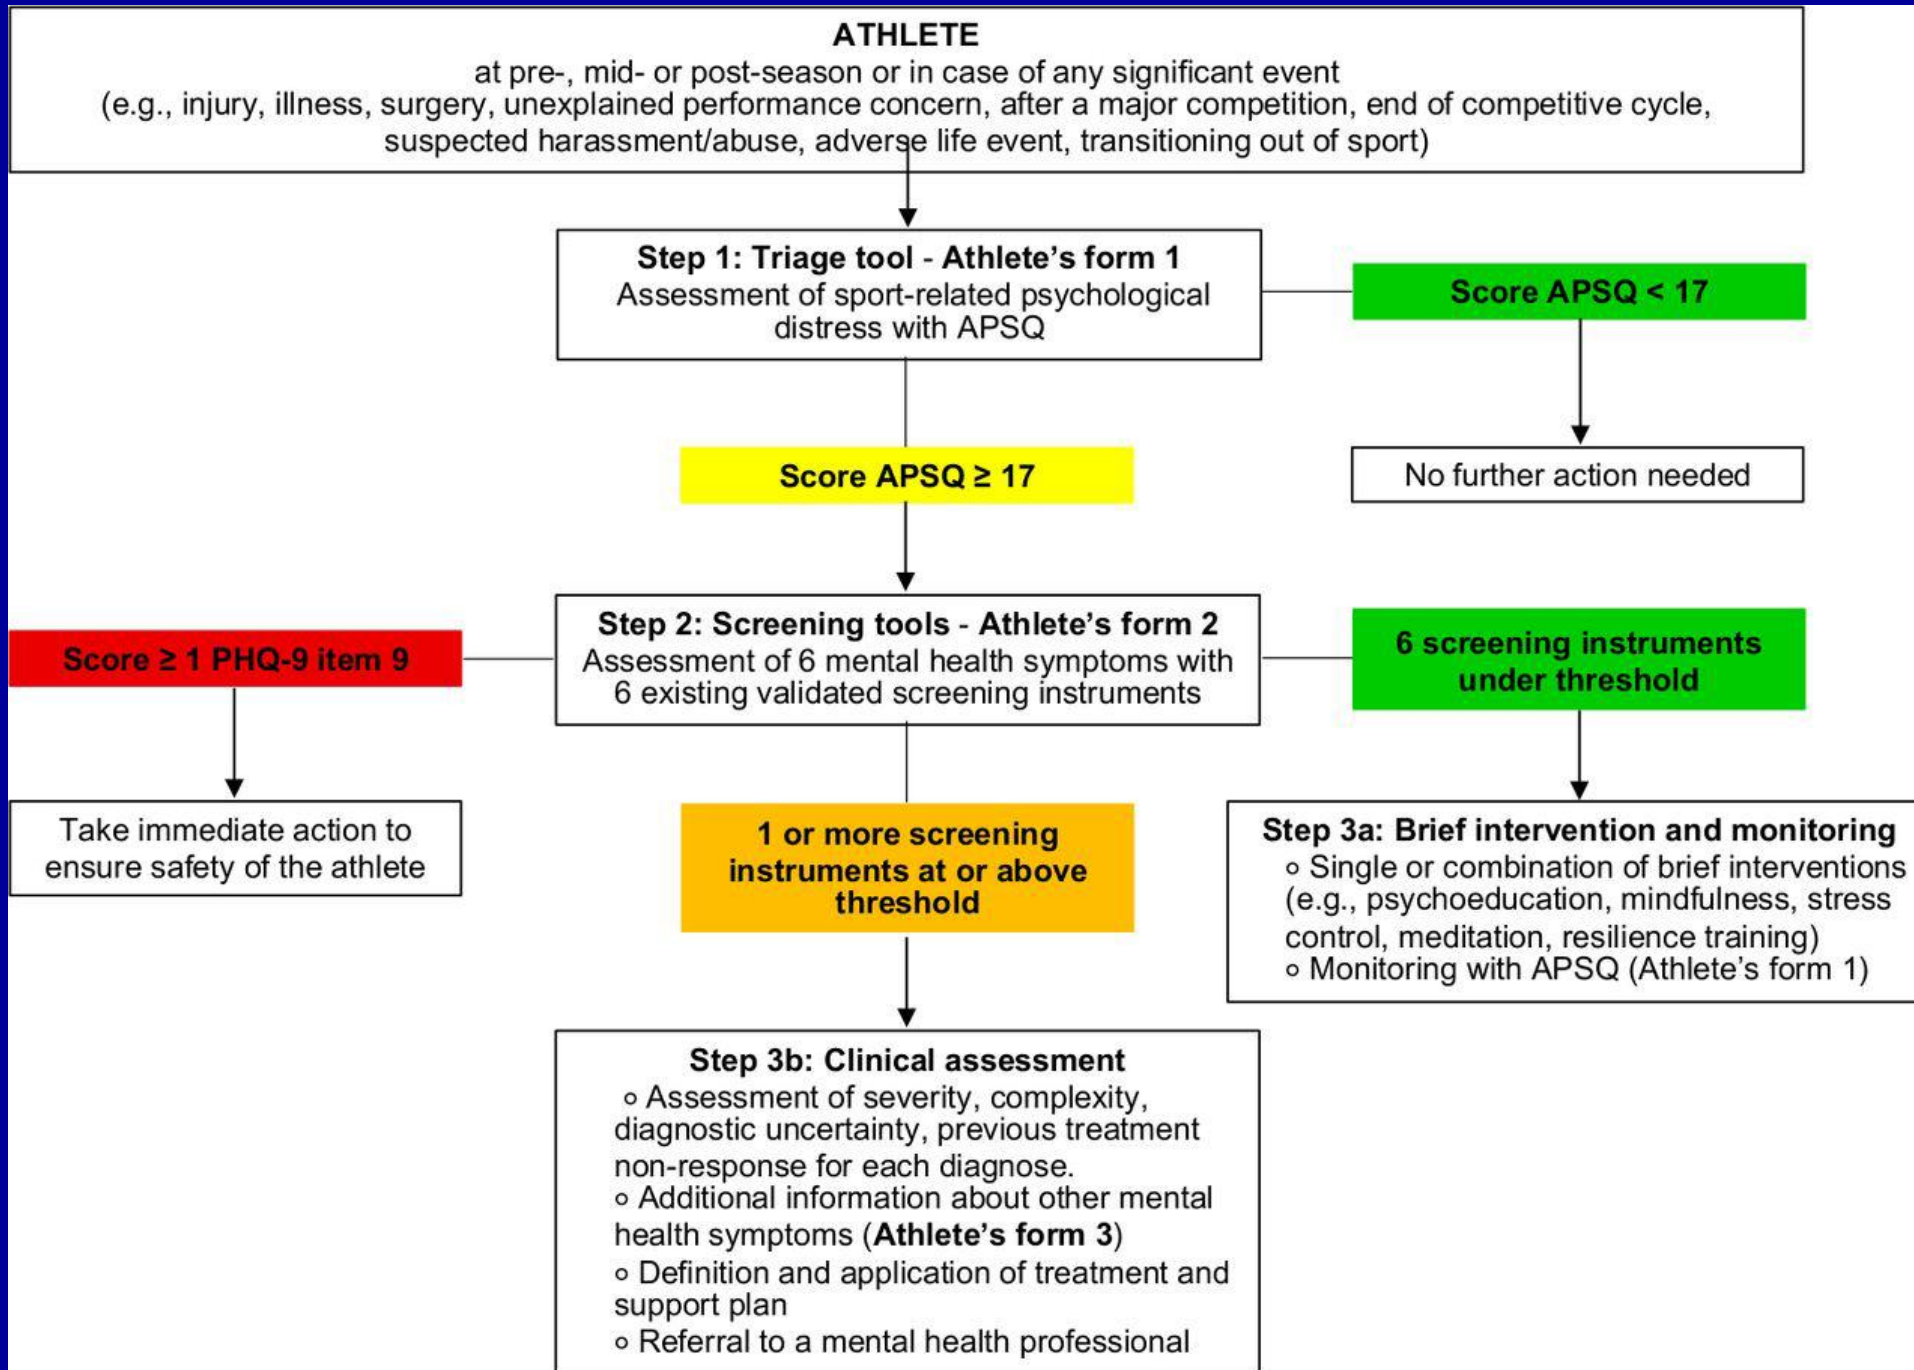 ATHLETE
at pre-, mid- or post-season or in case of any significant event
(e.g., injury, illness, surgery, unexplained performance concern, after a major competition, end of competitive cycle,
suspected harassment/abuse, adverse life event, transitioning out of sport)
Step 1: Triage tool - Athlete's form 1
Assessment of sport-related psychological
distress with APSQ
Score APSQ < 17
Score APSQ ≥ 17
No further action needed
Step 2: Screening tools - Athlete's form 2
Assessment of 6 mental health symptoms with
6 existing validated screening instruments
Score ≥ 1 PHQ-9 item 9
6 screening instruments
under threshold
Take immediate action to
ensure safety of the athlete
1 or more screening
instruments at or above
threshold
Step 3a: Brief intervention and monitoring
∘ Single or combination of brief interventions
(e.g., psychoeducation, mindfulness, stress
control, meditation, resilience training)
∘ Monitoring with APSQ (Athlete's form 1)
Step 3b: Clinical assessment
∘ Assessment of severity, complexity,
diagnostic uncertainty, previous treatment
non-response for each diagnose.
∘ Additional information about other mental
health symptoms (Athlete's form 3)
∘ Definition and application of treatment and
support plan
∘ Referral to a mental health professional